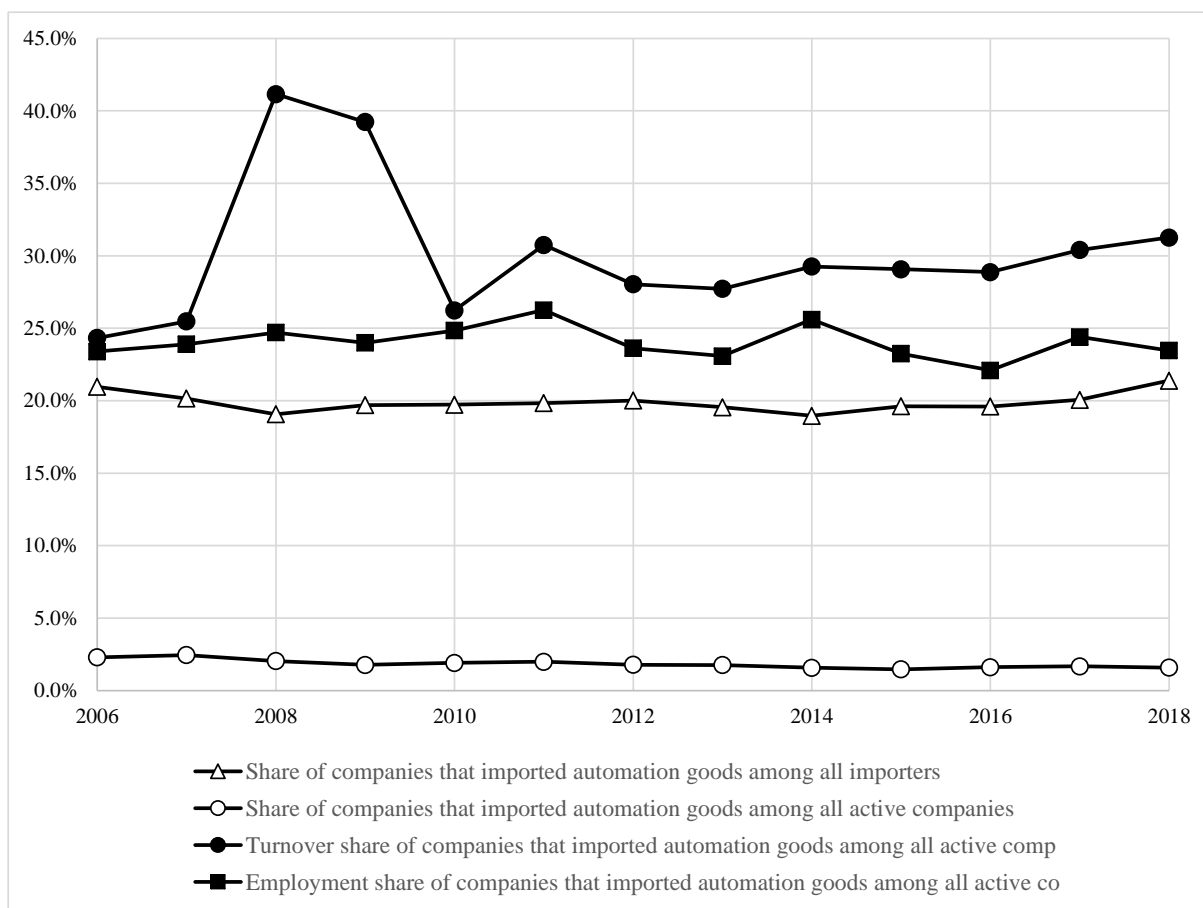 45.0%
40.0%
35.0%
30.0%
25.0%
20.0%
15.0%
10.0%
5.0%
0.0%
2006 2008 2010 2012 2014 2016 2018
Share of companies that imported automation goods among all importers
Share of companies that imported automation goods among all active companies
Turnover share of companies that imported automation goods among all active comp
Employment share of companies that imported automation goods among all active co